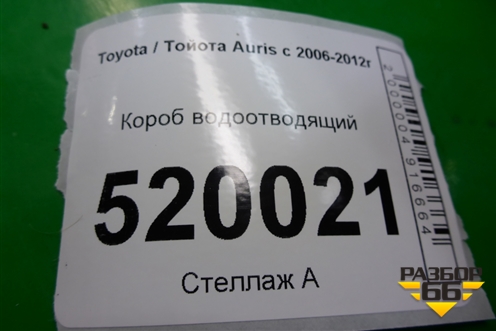 Toyota / Тойота Auris с 2006-2012г
Короб водоотводящий
520021
Стеллаж А
2000004916664
РАЗБОР
66